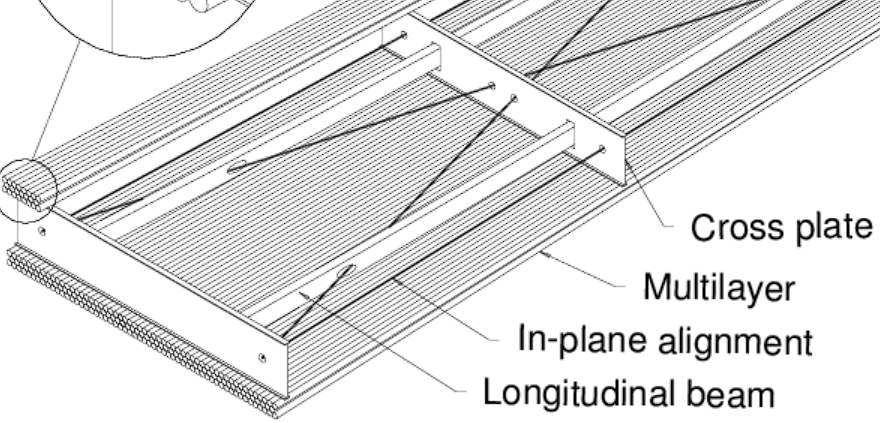 Cross plate
Multilayer
In-plane alignment
Longitudinal beam